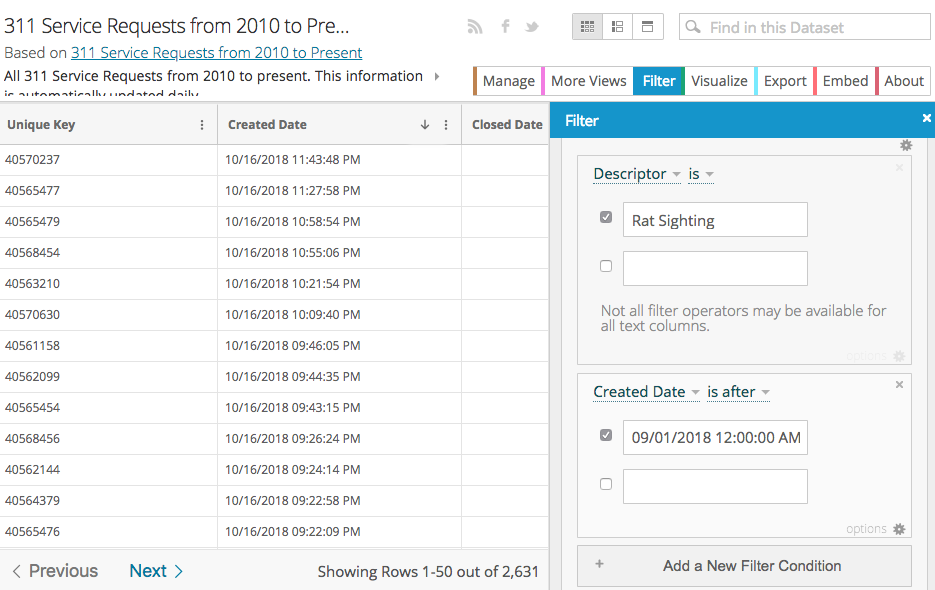 311 Service Requests from 2010 to Pre...
Find in this Dataset
Based on 311 Service Requests from 2010 to Present
All 311 Service Requests from 2010 to present. This information
is automatically updated daily.
Manage More Views Filter Visualize Export Embed About
Unique Key Created Date Closed Date
40570237 10/16/2018 11:43:48 PM
40565477 10/16/2018 11:27:58 PM
40565479 10/16/2018 10:58:54 PM
40568454 10/16/2018 10:55:06 PM
40563210 10/16/2018 10:21:54 PM
40570630 10/16/2018 10:09:40 PM
40561158 10/16/2018 09:46:05 PM
40562099 10/16/2018 09:44:35 PM
40565454 10/16/2018 09:43:15 PM
40568456 10/16/2018 09:26:24 PM
40562144 10/16/2018 09:24:14 PM
40564379 10/16/2018 09:22:58 PM
40565476 10/16/2018 09:22:09 PM
< Previous Next > Showing Rows 1-50 out of 2,631
Filter
Descriptor is
Rat Sighting
Not all filter operators may be available for
all text columns.
options
Created Date is after
09/01/2018 12:00:00 AM
options
+ Add a New Filter Condition